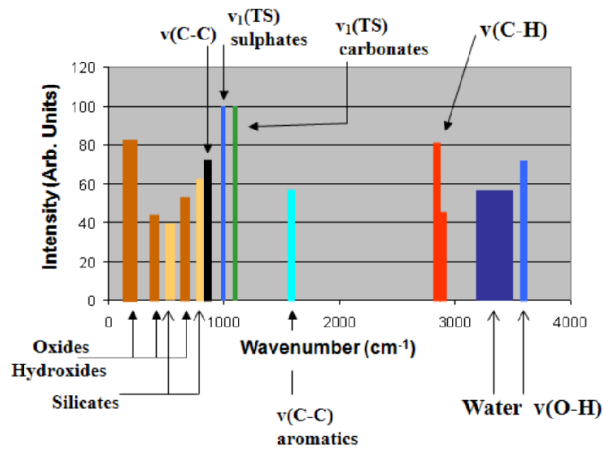 ν₁(TS)
sulphates
ν(C-C)
ν₁(TS)
carbonates
ν(C-H)
Intensity (Arb. Units)
120
100
80
60
40
20
0
0
1000
2000
3000
4000
Wavenumber (cm⁻¹)
Oxides
Hydroxides
Silicates
ν(C-C)
aromatics
Water ν(O-H)